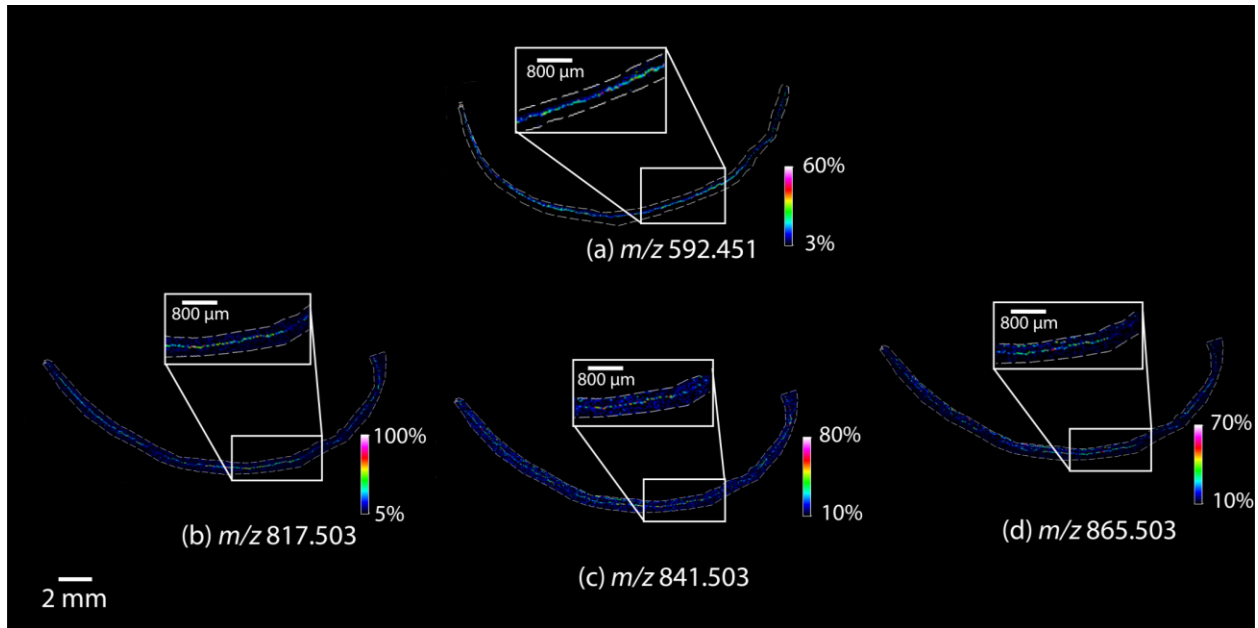 800 µm
60%
3%
(a) m/z 592.451
800 µm
100%
5%
(b) m/z 817.503
800 µm
80%
10%
(c) m/z 841.503
800 µm
70%
10%
(d) m/z 865.503
2 mm